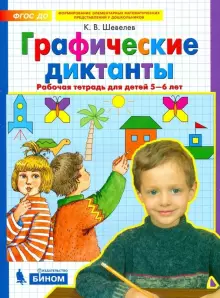 ФГОС ДО
ФОРМИРОВАНИЕ ЭЛЕМЕНТАРНЫХ МАТЕМАТИЧЕСКИХ
ПРЕДСТАВЛЕНИЙ У ДОШКОЛЬНИКОВ
К. В. Шевелев
Графические
диктанты
Рабочая тетрадь для детей 5–6 лет
ИЗДАТЕЛЬСТВО
БИНОМ